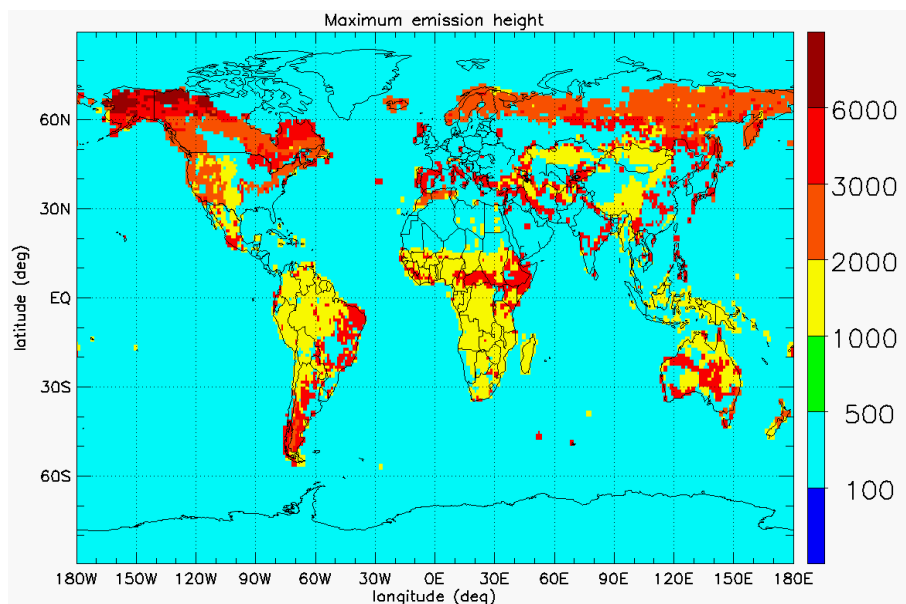 Maximum emission height
60N
30N
EQ
30S
60S
latitude (deg)
180W 150W 120W 90W 60W 30W 0E 30E 60E 90E 120E 150E 180E
longitude (deg)
6000
3000
2000
1000
500
100